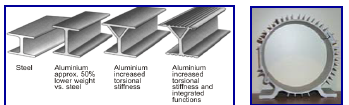 Steel
Aluminium
approx. 50%
lower weight
vs. steel
Aluminium
increased
torsional
stiffness
Aluminium
increased
torsional
stiffness and
integrated
functions